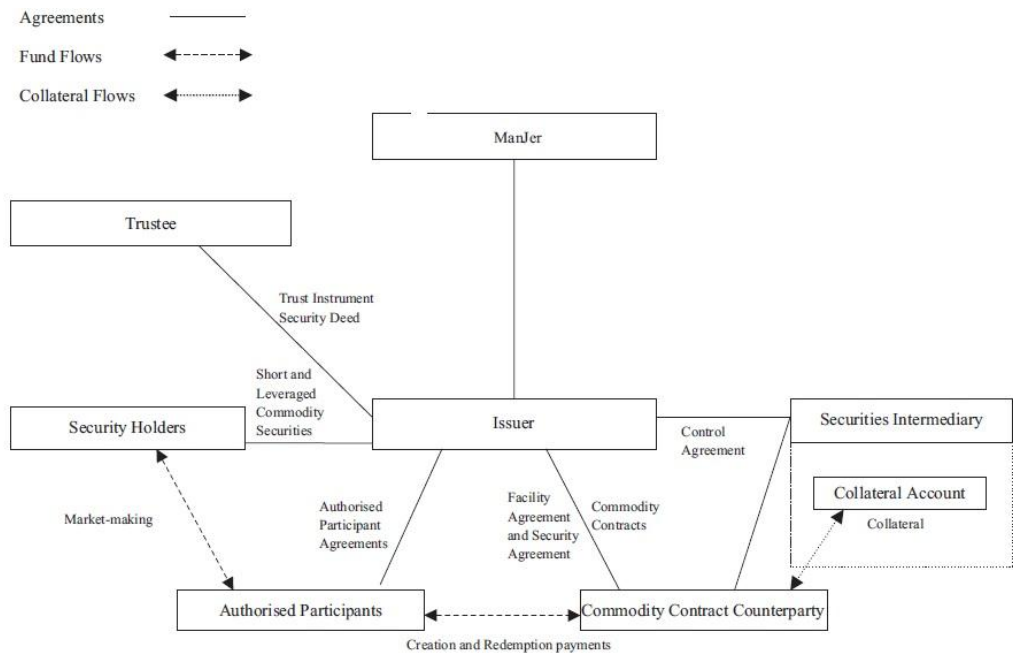 Agreements
Fund Flows
Collateral Flows
ManJer
Trustee
Trust Instrument
Security Deed
Short and
Leveraged
Commodity
Securities
Security Holders
Issuer
Securities Intermediary
Control
Agreement
Collateral Account
Collateral
Market-making
Authorised
Participant
Agreements
Facility
Agreement
and Security
Agreement
Commodity
Contracts
Authorised Participants
Commodity Contract Counterparty
Creation and Redemption payments